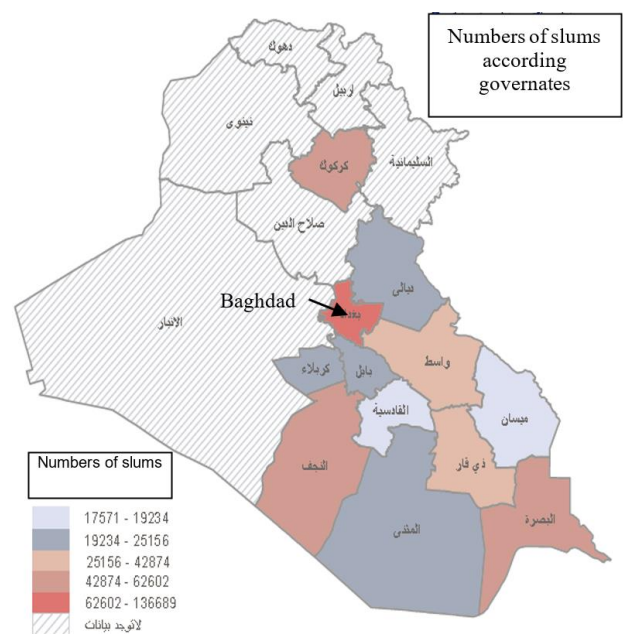 Numbers of slums
according
governates
دهوك
اربيل
نينوى
كركوك
السليمانية
صلاح الدين
ديالى
Baghdad
بغداد
الانبار
واسط
كربلاء
بابل
القادسية
ميسان
ذي قار
النجف
المثنى
البصرة
Numbers of slums
17571 - 19234
19234 - 25156
25156 - 42874
42874 - 62602
62602 - 136689
لاتوجد بيانات